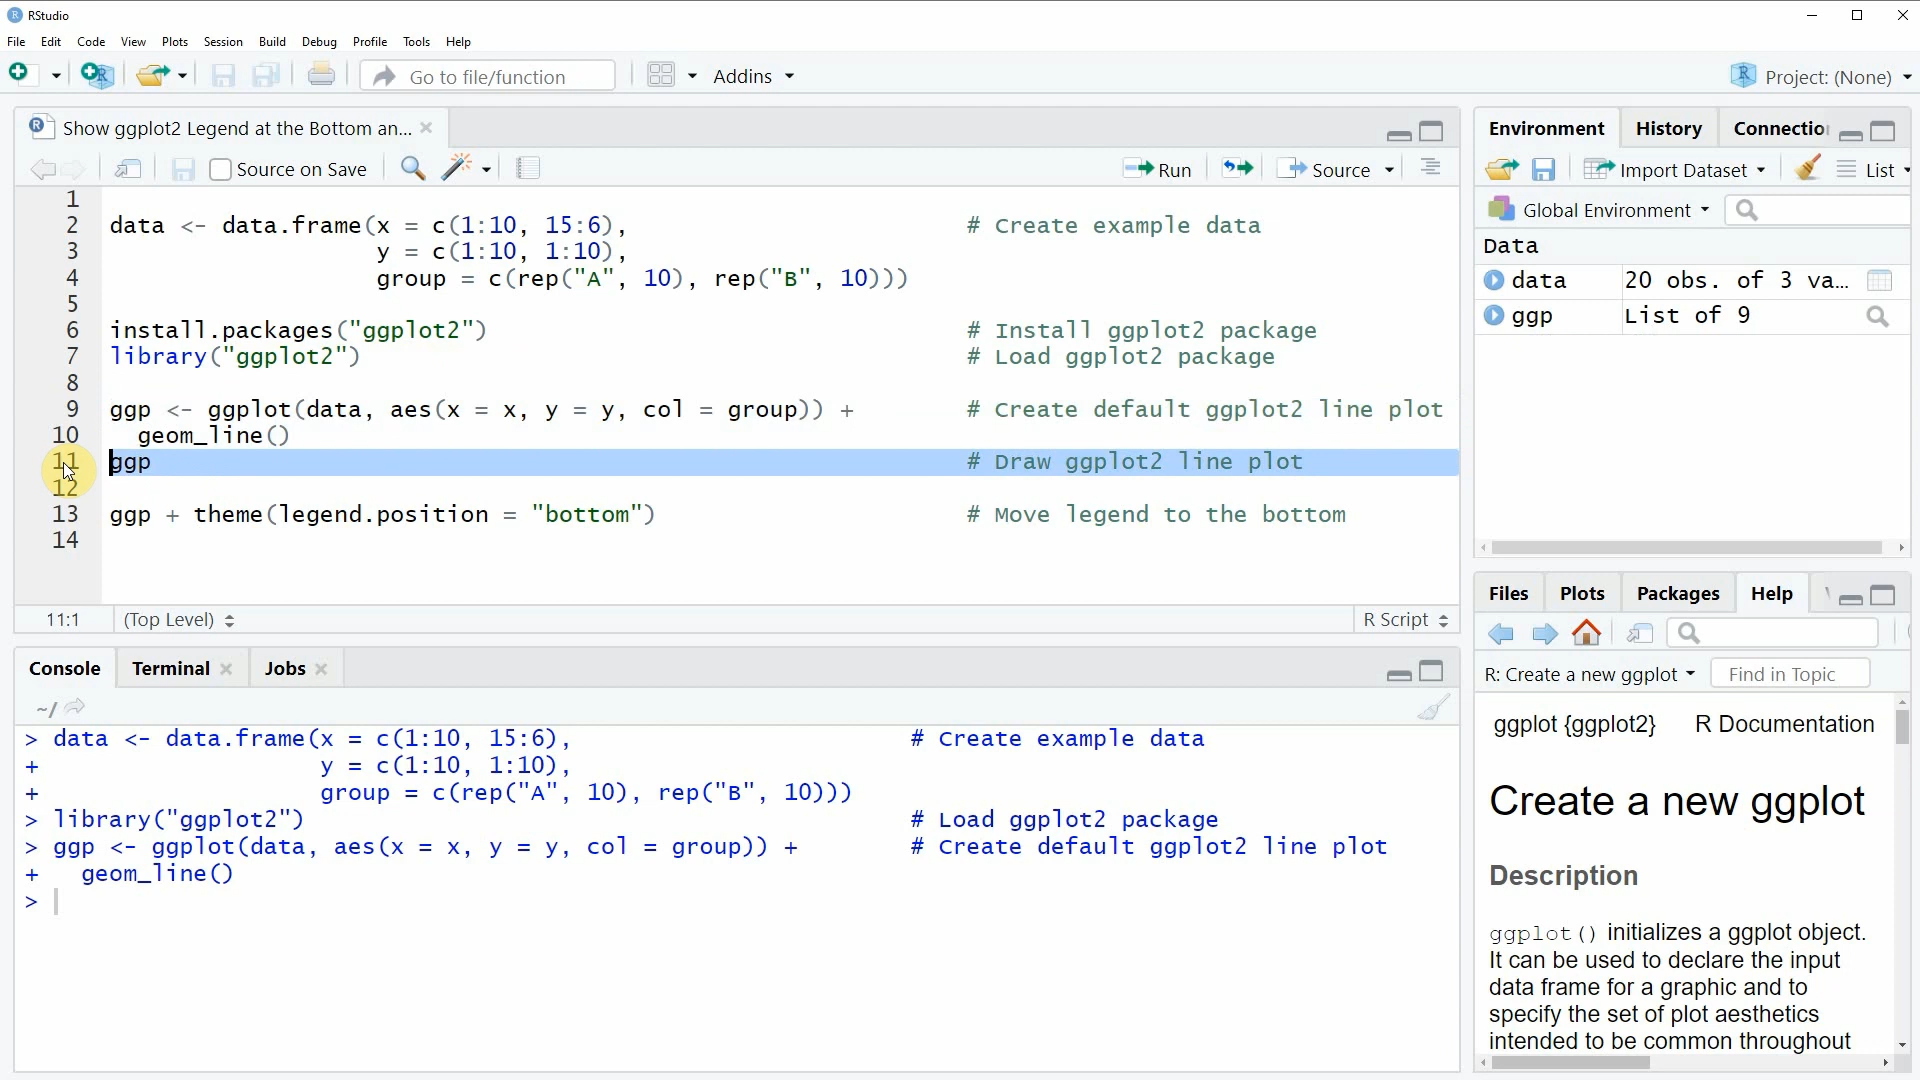 RStudio
File Edit Code View Plots Session Build Debug Profile Tools Help
Go to file/function Addins Project: (None)
Show ggplot2 Legend at the Bottom an...
Source on Save Run Source
1
2 data <- data.frame(x = c(1:10, 15:6), # Create example data
3 y = c(1:10, 1:10),
4 group = c(rep("A", 10), rep("B", 10)))
5
6 install.packages("ggplot2") # Install ggplot2 package
7 library("ggplot2") # Load ggplot2 package
8
9 ggp <- ggplot(data, aes(x = x, y = y, col = group)) + # Create default ggplot2 line plot
10 geom_line()
11 ggp # Draw ggplot2 line plot
12
13 ggp + theme(legend.position = "bottom") # Move legend to the bottom
14
11:1 (Top Level) R Script
Console Terminal Jobs
~/
> data <- data.frame(x = c(1:10, 15:6), # Create example data
+ y = c(1:10, 1:10),
+ group = c(rep("A", 10), rep("B", 10)))
> library("ggplot2") # Load ggplot2 package
> ggp <- ggplot(data, aes(x = x, y = y, col = group)) + # Create default ggplot2 line plot
+ geom_line()
>
Environment History Connectio
Import Dataset List
Global Environment
Data
data 20 obs. of 3 va...
ggp List of 9
Files Plots Packages Help
R: Create a new ggplot Find in Topic
ggplot {ggplot2} R Documentation
Create a new ggplot
Description
ggplot() initializes a ggplot object.
It can be used to declare the input
data frame for a graphic and to
specify the set of plot aesthetics
intended to be common throughout